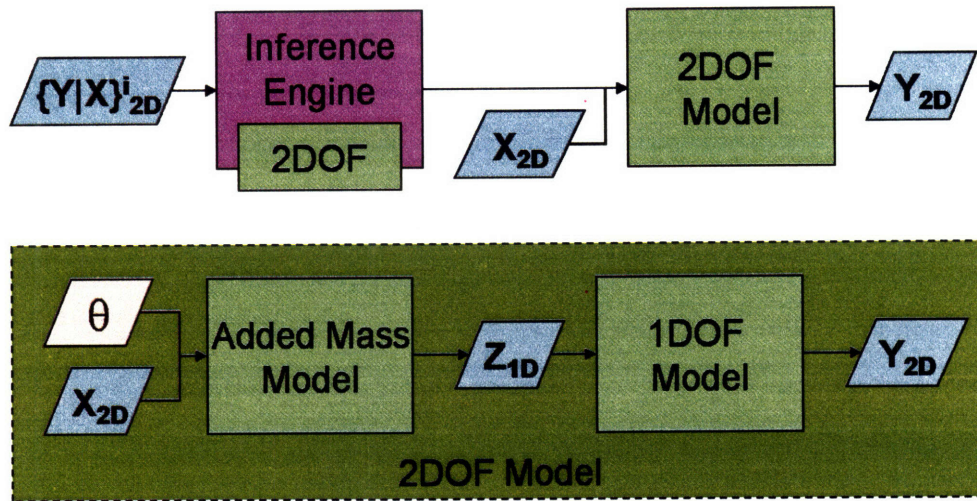 {Y|X}ⁱ₂D
Inference
Engine
2DOF
X₂D
2DOF
Model
Y₂D
θ
X₂D
Added Mass
Model
Z₁D
1DOF
Model
Y₂D
2DOF Model